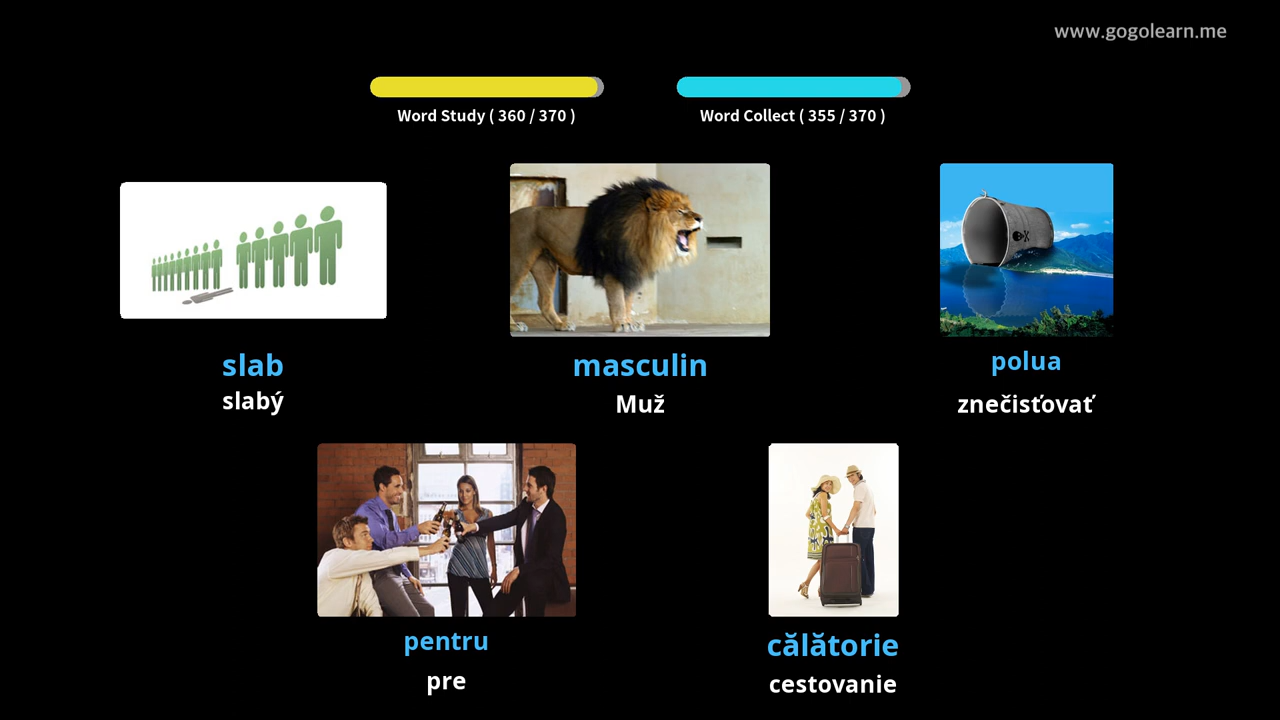 www.gogolearn.me
Word Study ( 360 / 370 )
Word Collect ( 355 / 370 )
slab
slabý
masculin
Muž
polua
znečisťovať
pentru
pre
călătorie
cestovanie